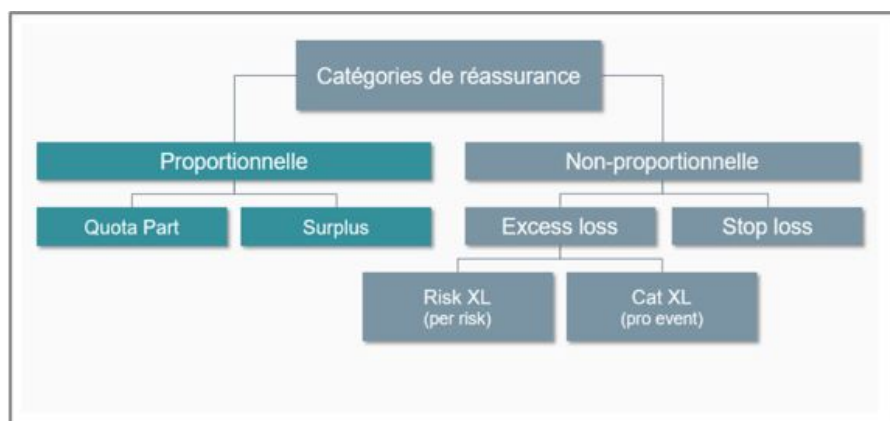 Catégories de réassurance
Proportionnelle
Non-proportionnelle
Quota Part
Surplus
Excess loss
Stop loss
Risk XL
(per risk)
Cat XL
(pro event)